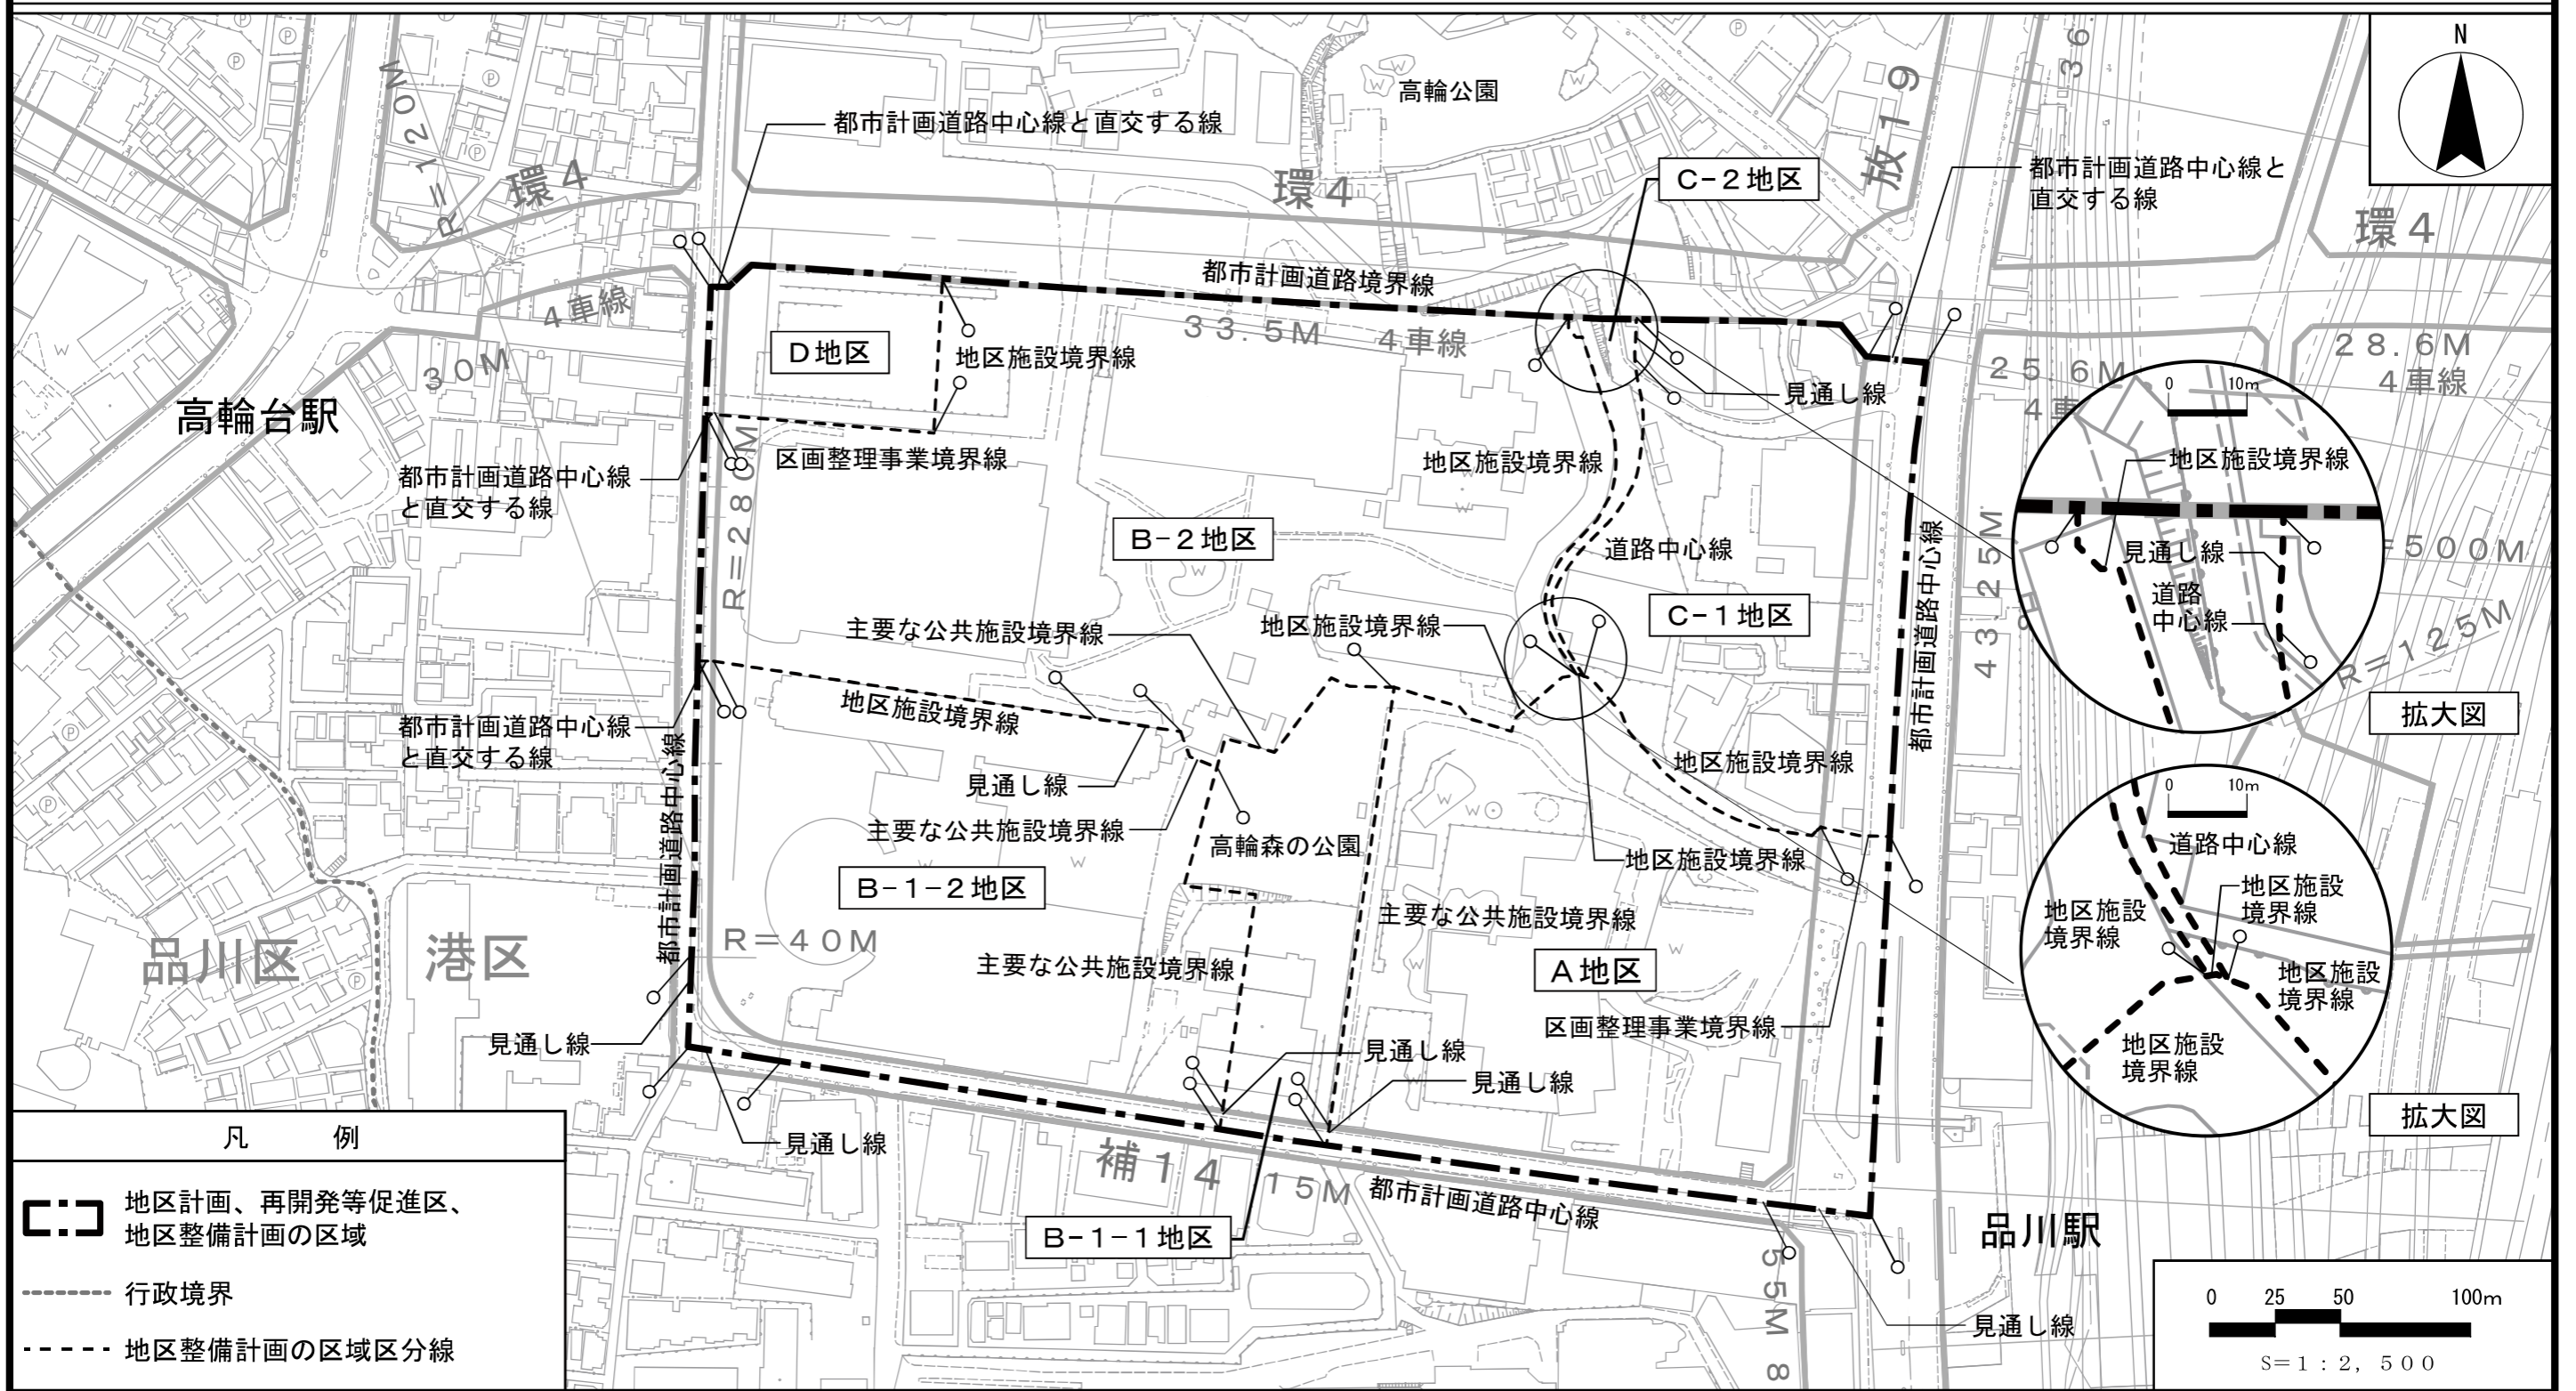 N
高輪公園
36.
放19
R=120M
環4
環4
環4
都市計画道路中心線と直交する線
C-2地区
都市計画道路中心線と
直交する線
都市計画道路境界線
33.5M
4車線
4車線
30M
D地区
地区施設境界線
見通し線
25.6M
4車
28.6M
4車線
高輪台駅
区画整理事業境界線
都市計画道路中心線
と直交する線
R=280M
地区施設境界線
B-2地区
道路中心線
C-1地区
都市計画道路中心線
43.25M
0 10m
地区施設境界線
見通し線
道路
中心線
=500M
R=125M
拡大図
主要な公共施設境界線
地区施設境界線
地区施設境界線
都市計画道路中心線
と直交する線
都市計画道路中心線
見通し線
主要な公共施設境界線
高輪森の公園
地区施設境界線
地区施設境界線
B-1-2地区
主要な公共施設境界線
主要な公共施設境界線
A地区
区画整理事業境界線
0 10m
道路中心線
地区施設
境界線
地区施設
境界線
地区施設
境界線
地区施設
境界線
拡大図
品川区
港区
R=40M
見通し線
見通し線
見通し線
見通し線
補14
15M
都市計画道路中心線
B-1-1地区
55M
8
品川駅
見通し線
凡 例
地区計画、再開発等促進区、
地区整備計画の区域
行政境界
地区整備計画の区域区分線
0 25 50 100m
S=1:2,500